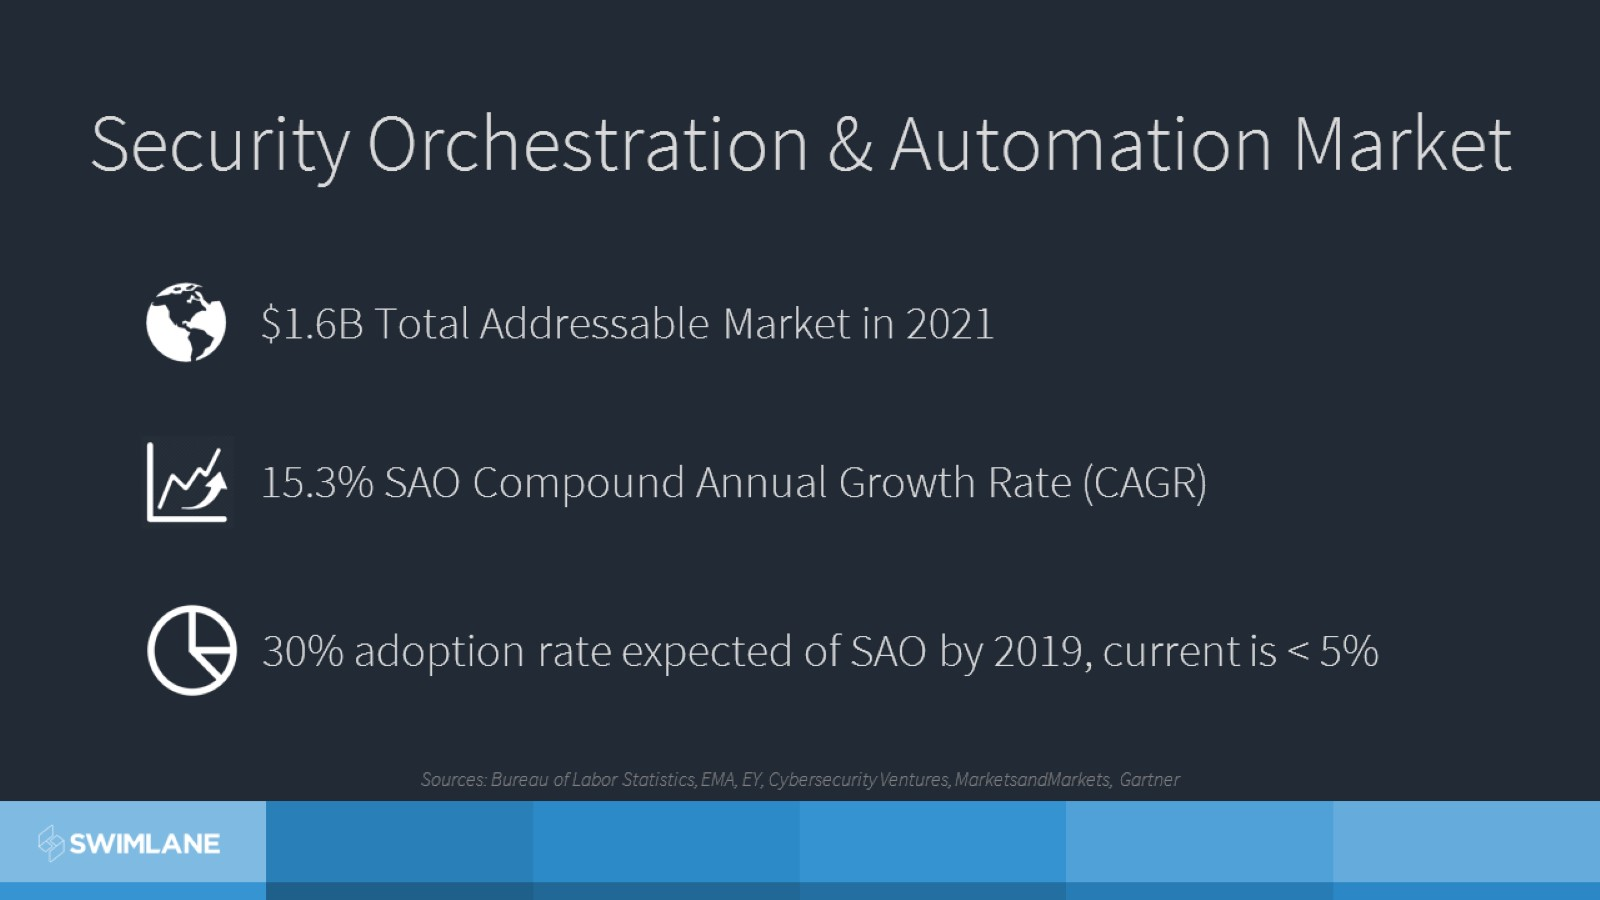 Security Orchestration & Automation Market
$1.6B Total Addressable Market in 2021
15.3% SAO Compound Annual Growth Rate (CAGR)
30% adoption rate expected of SAO by 2019, current is < 5%
Sources: Bureau of Labor Statistics, EMA, EY, Cybersecurity Ventures, MarketsandMarkets, Gartner
SWIMLANE